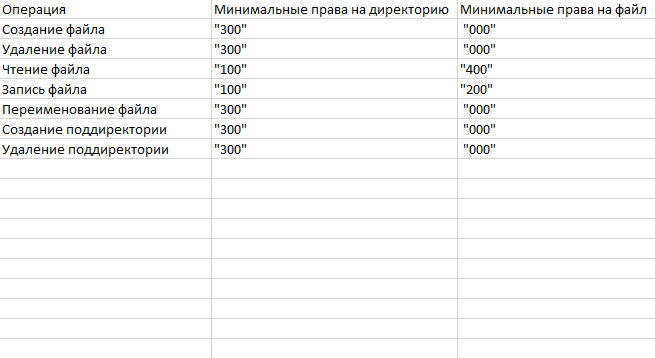 Операция Минимальные права на директорию Минимальные права на файл
Создание файла "300" "000"
Удаление файла "300" "000"
Чтение файла "100" "400"
Запись файла "100" "200"
Переименование файла "300" "000"
Создание поддиректории "300" "000"
Удаление поддиректории "300" "000"